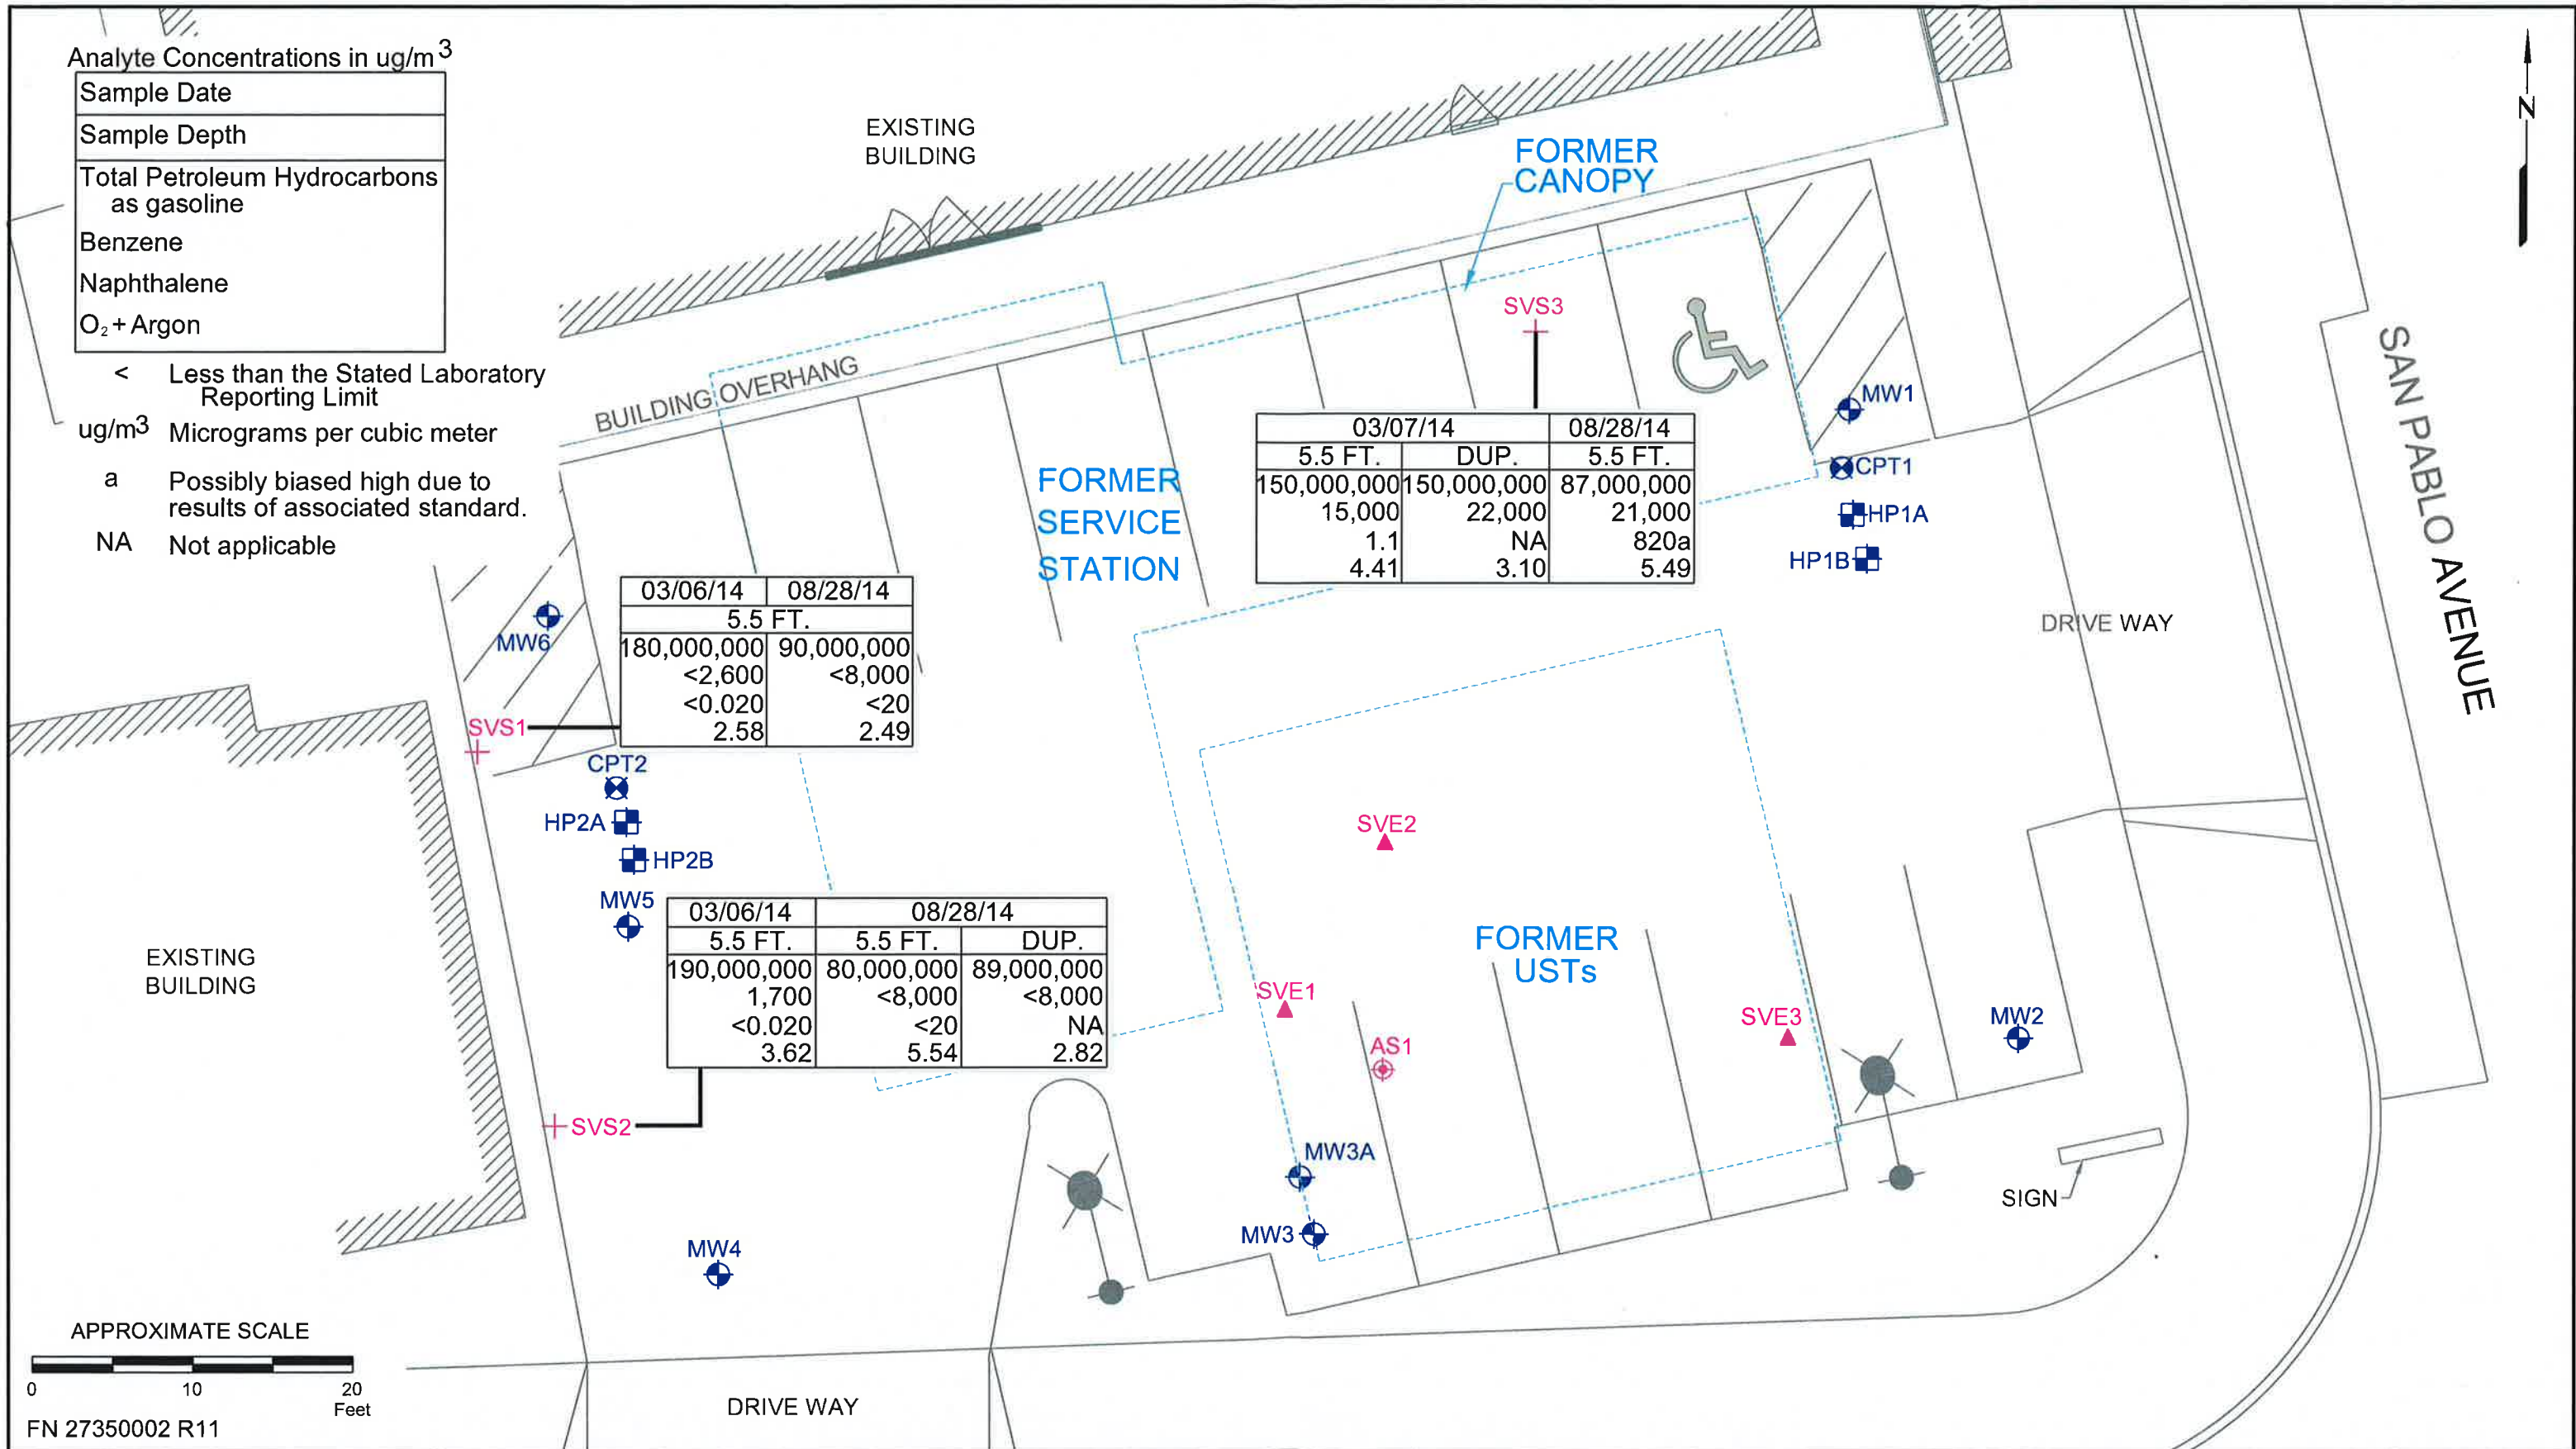 Analyte Concentrations in ug/m3
Sample Date
Sample Depth
Total Petroleum Hydrocarbons
as gasoline
Benzene
Naphthalene
O2 + Argon
< Less than the Stated Laboratory
Reporting Limit
ug/m3 Micrograms per cubic meter
a Possibly biased high due to
results of associated standard.
NA Not applicable
EXISTING
BUILDING
FORMER
CANOPY
N
BUILDING OVERHANG
SVS3
MW1
CPT1
HP1A
HP1B
SAN PABLO AVENUE
DRIVE WAY
FORMER
SERVICE
STATION
03/07/14 08/28/14
5.5 FT. DUP. 5.5 FT.
150,000,000 150,000,000 87,000,000
15,000 22,000 21,000
1.1 NA 820a
4.41 3.10 5.49
MW6
SVS1
03/06/14 08/28/14
5.5 FT.
180,000,000 90,000,000
<2,600 <8,000
<0.020 <20
2.58 2.49
CPT2
HP2A
HP2B
MW5
03/06/14 08/28/14
5.5 FT. 5.5 FT. DUP.
190,000,000 80,000,000 89,000,000
1,700 <8,000 <8,000
<0.020 <20 NA
3.62 5.54 2.82
SVS2
EXISTING
BUILDING
SVE2
FORMER
USTs
SVE1
SVE3
AS1
MW2
MW3A
MW3
SIGN
MW4
APPROXIMATE SCALE
0 10 20
Feet
FN 27350002 R11
DRIVE WAY